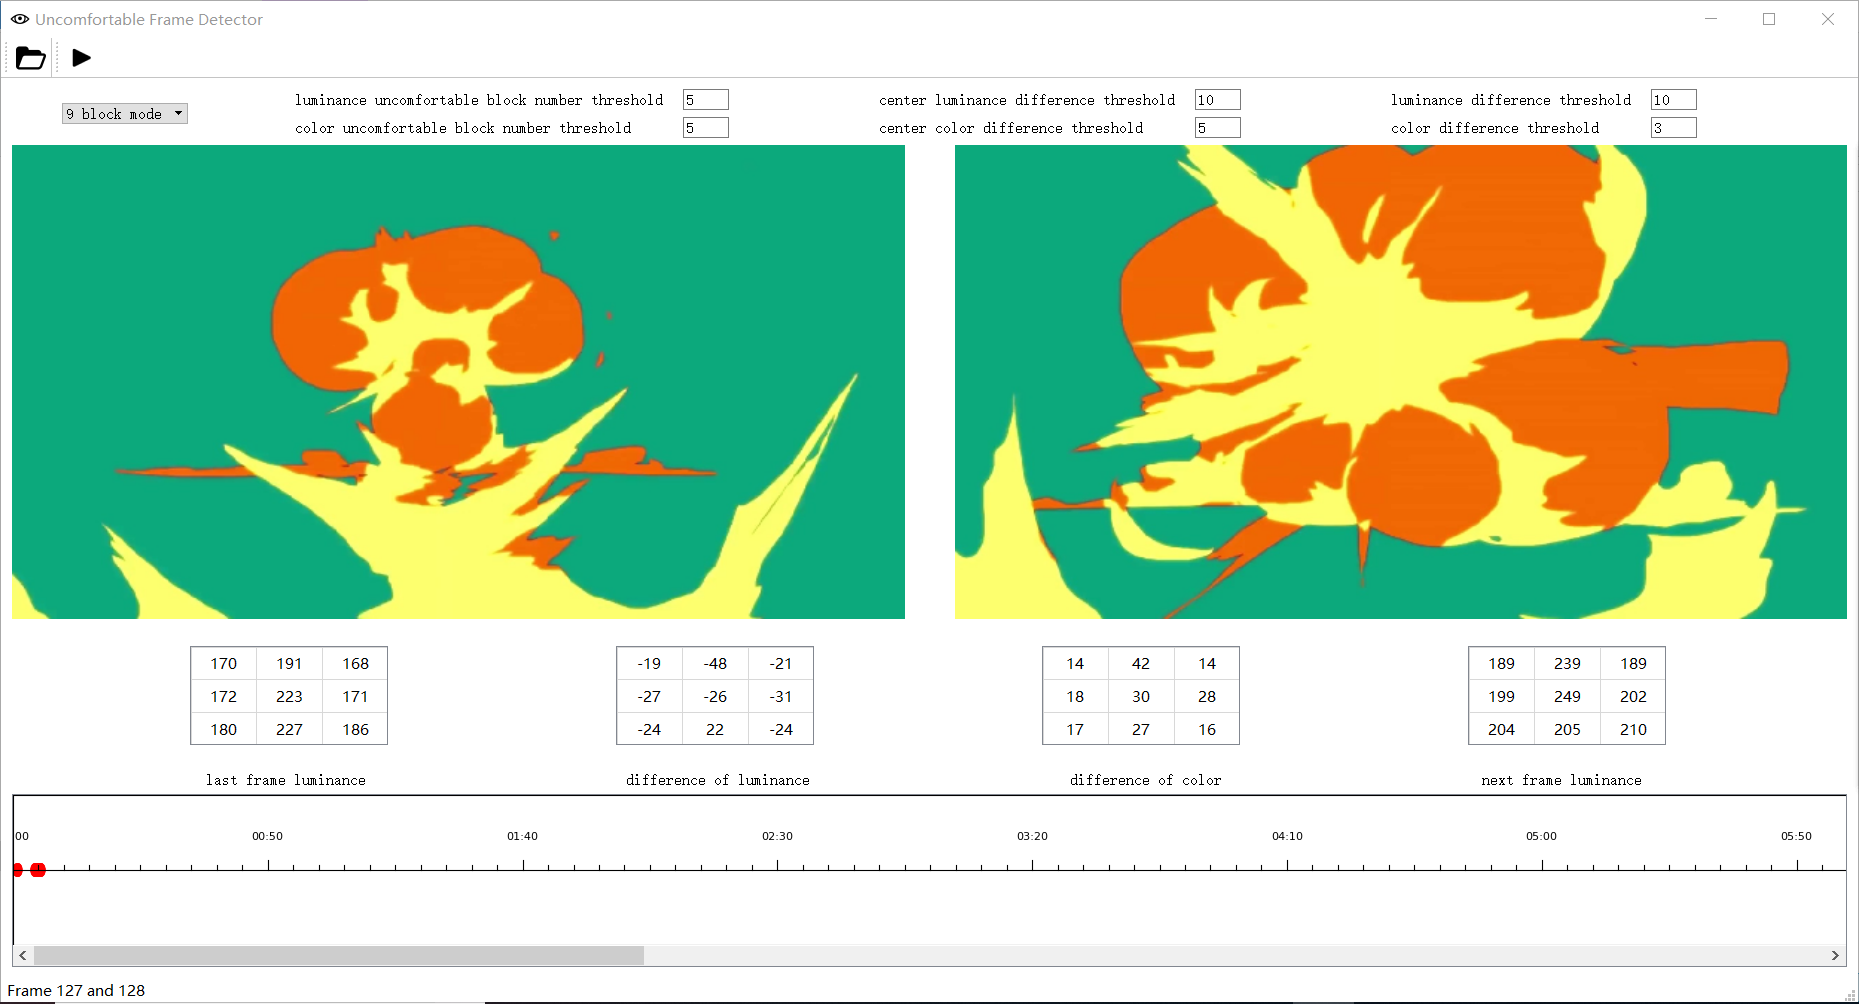 Uncomfortable Frame Detector
9 block mode
luminance uncomfortable block number threshold 5
color uncomfortable block number threshold 5
center luminance difference threshold 10
center color difference threshold 5
luminance difference threshold 10
color difference threshold 3
170 191 168
172 223 171
180 227 186
last frame luminance
-19 -48 -21
-27 -26 -31
-24 22 -24
difference of luminance
14 42 14
18 30 28
17 27 16
difference of color
189 239 189
199 249 202
204 205 210
next frame luminance
00 00:50 01:40 02:30 03:20 04:10 05:00 05:50
Frame 127 and 128